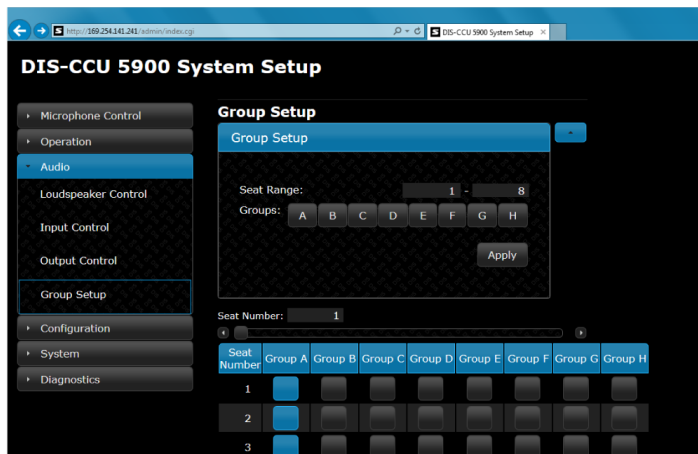 http://169.254.141.241/admin/index.cgi
DIS-CCU 5900 System Setup
DIS-CCU 5900 System Setup
Microphone Control
Operation
Audio
Loudspeaker Control
Input Control
Output Control
Group Setup
Configuration
System
Diagnostics
Group Setup
Group Setup
Seat Range: 1 - 8
Groups: A B C D E F G H
Apply
Seat Number: 1
Seat Number Group A Group B Group C Group D Group E Group F Group G Group H
1
2
3